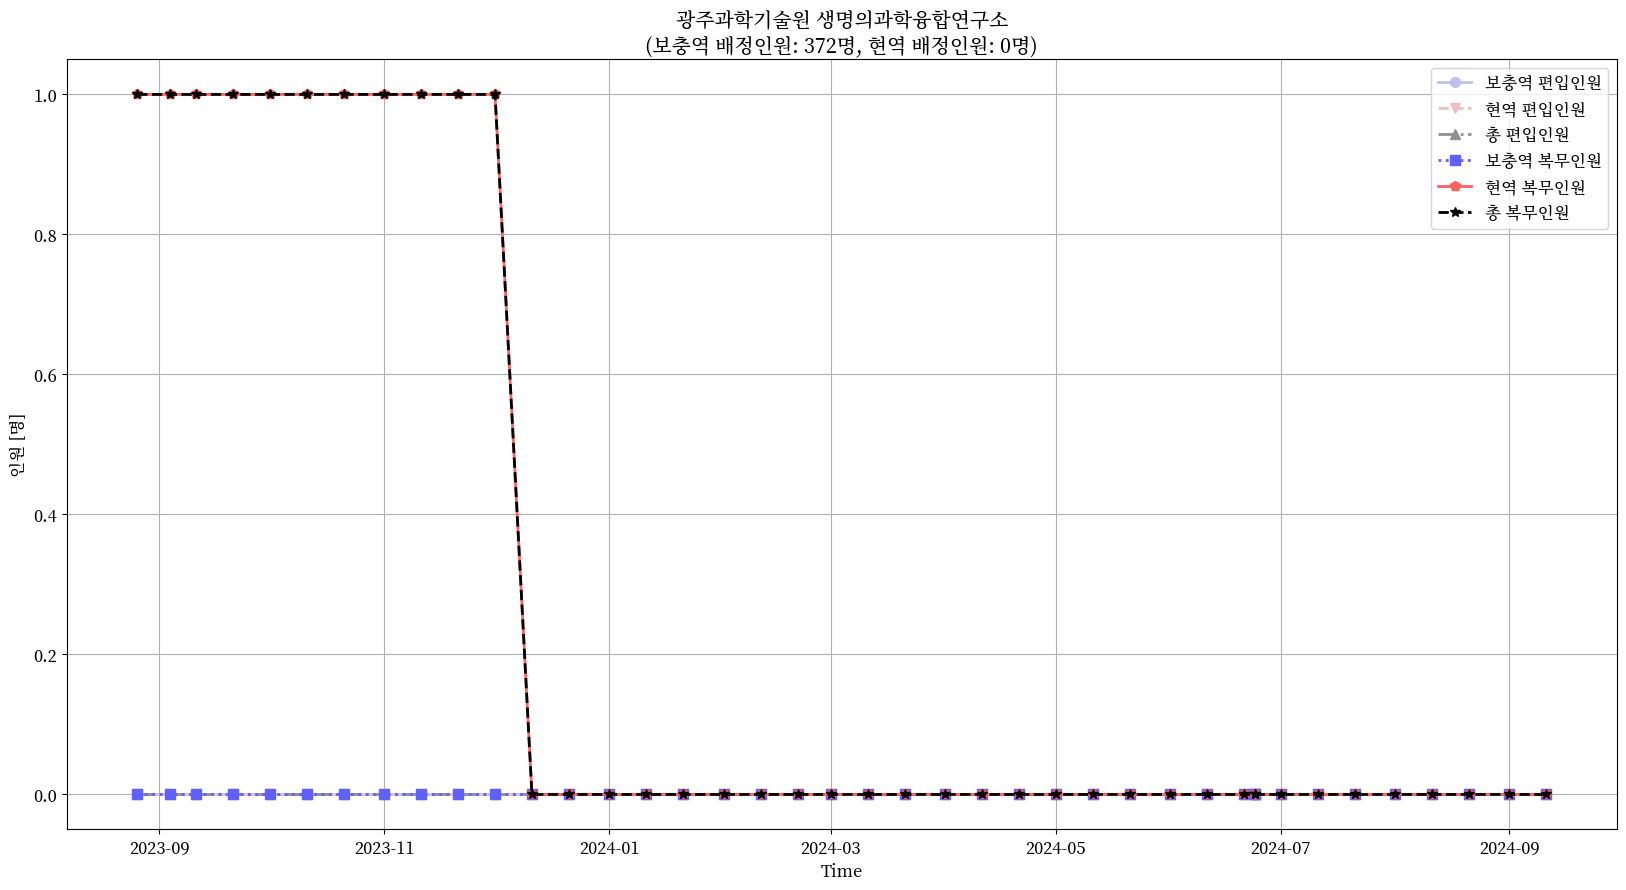 광주과학기술원 생명의과학융합연구소
(보충역 배정인원: 372명, 현역 배정인원: 0명)
보충역 편입인원
현역 편입인원
총 편입인원
보충역 복무인원
현역 복무인원
총 복무인원
1.0
0.8
0.6
0.4
0.2
0.0
인원 [명]
2023-09
2023-11
2024-01
2024-03
2024-05
2024-07
2024-09
Time